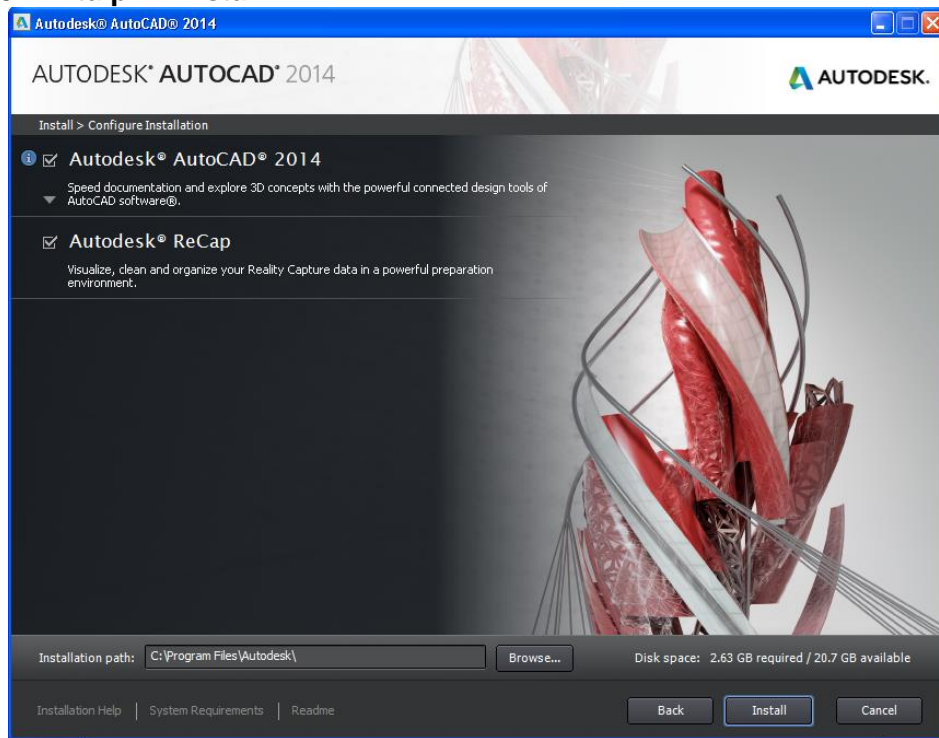 Autodesk® AutoCAD® 2014
AUTODESK® AUTOCAD® 2014
AUTODESK.
Install > Configure Installation
Autodesk® AutoCAD® 2014
Speed documentation and explore 3D concepts with the powerful connected design tools of
AutoCAD software®.
Autodesk® ReCap
Visualize, clean and organize your Reality Capture data in a powerful preparation
environment.
Installation path: C:\Program Files\Autodesk\ Browse... Disk space: 2.63 GB required / 20.7 GB available
Installation Help | System Requirements | Readme Back Install Cancel